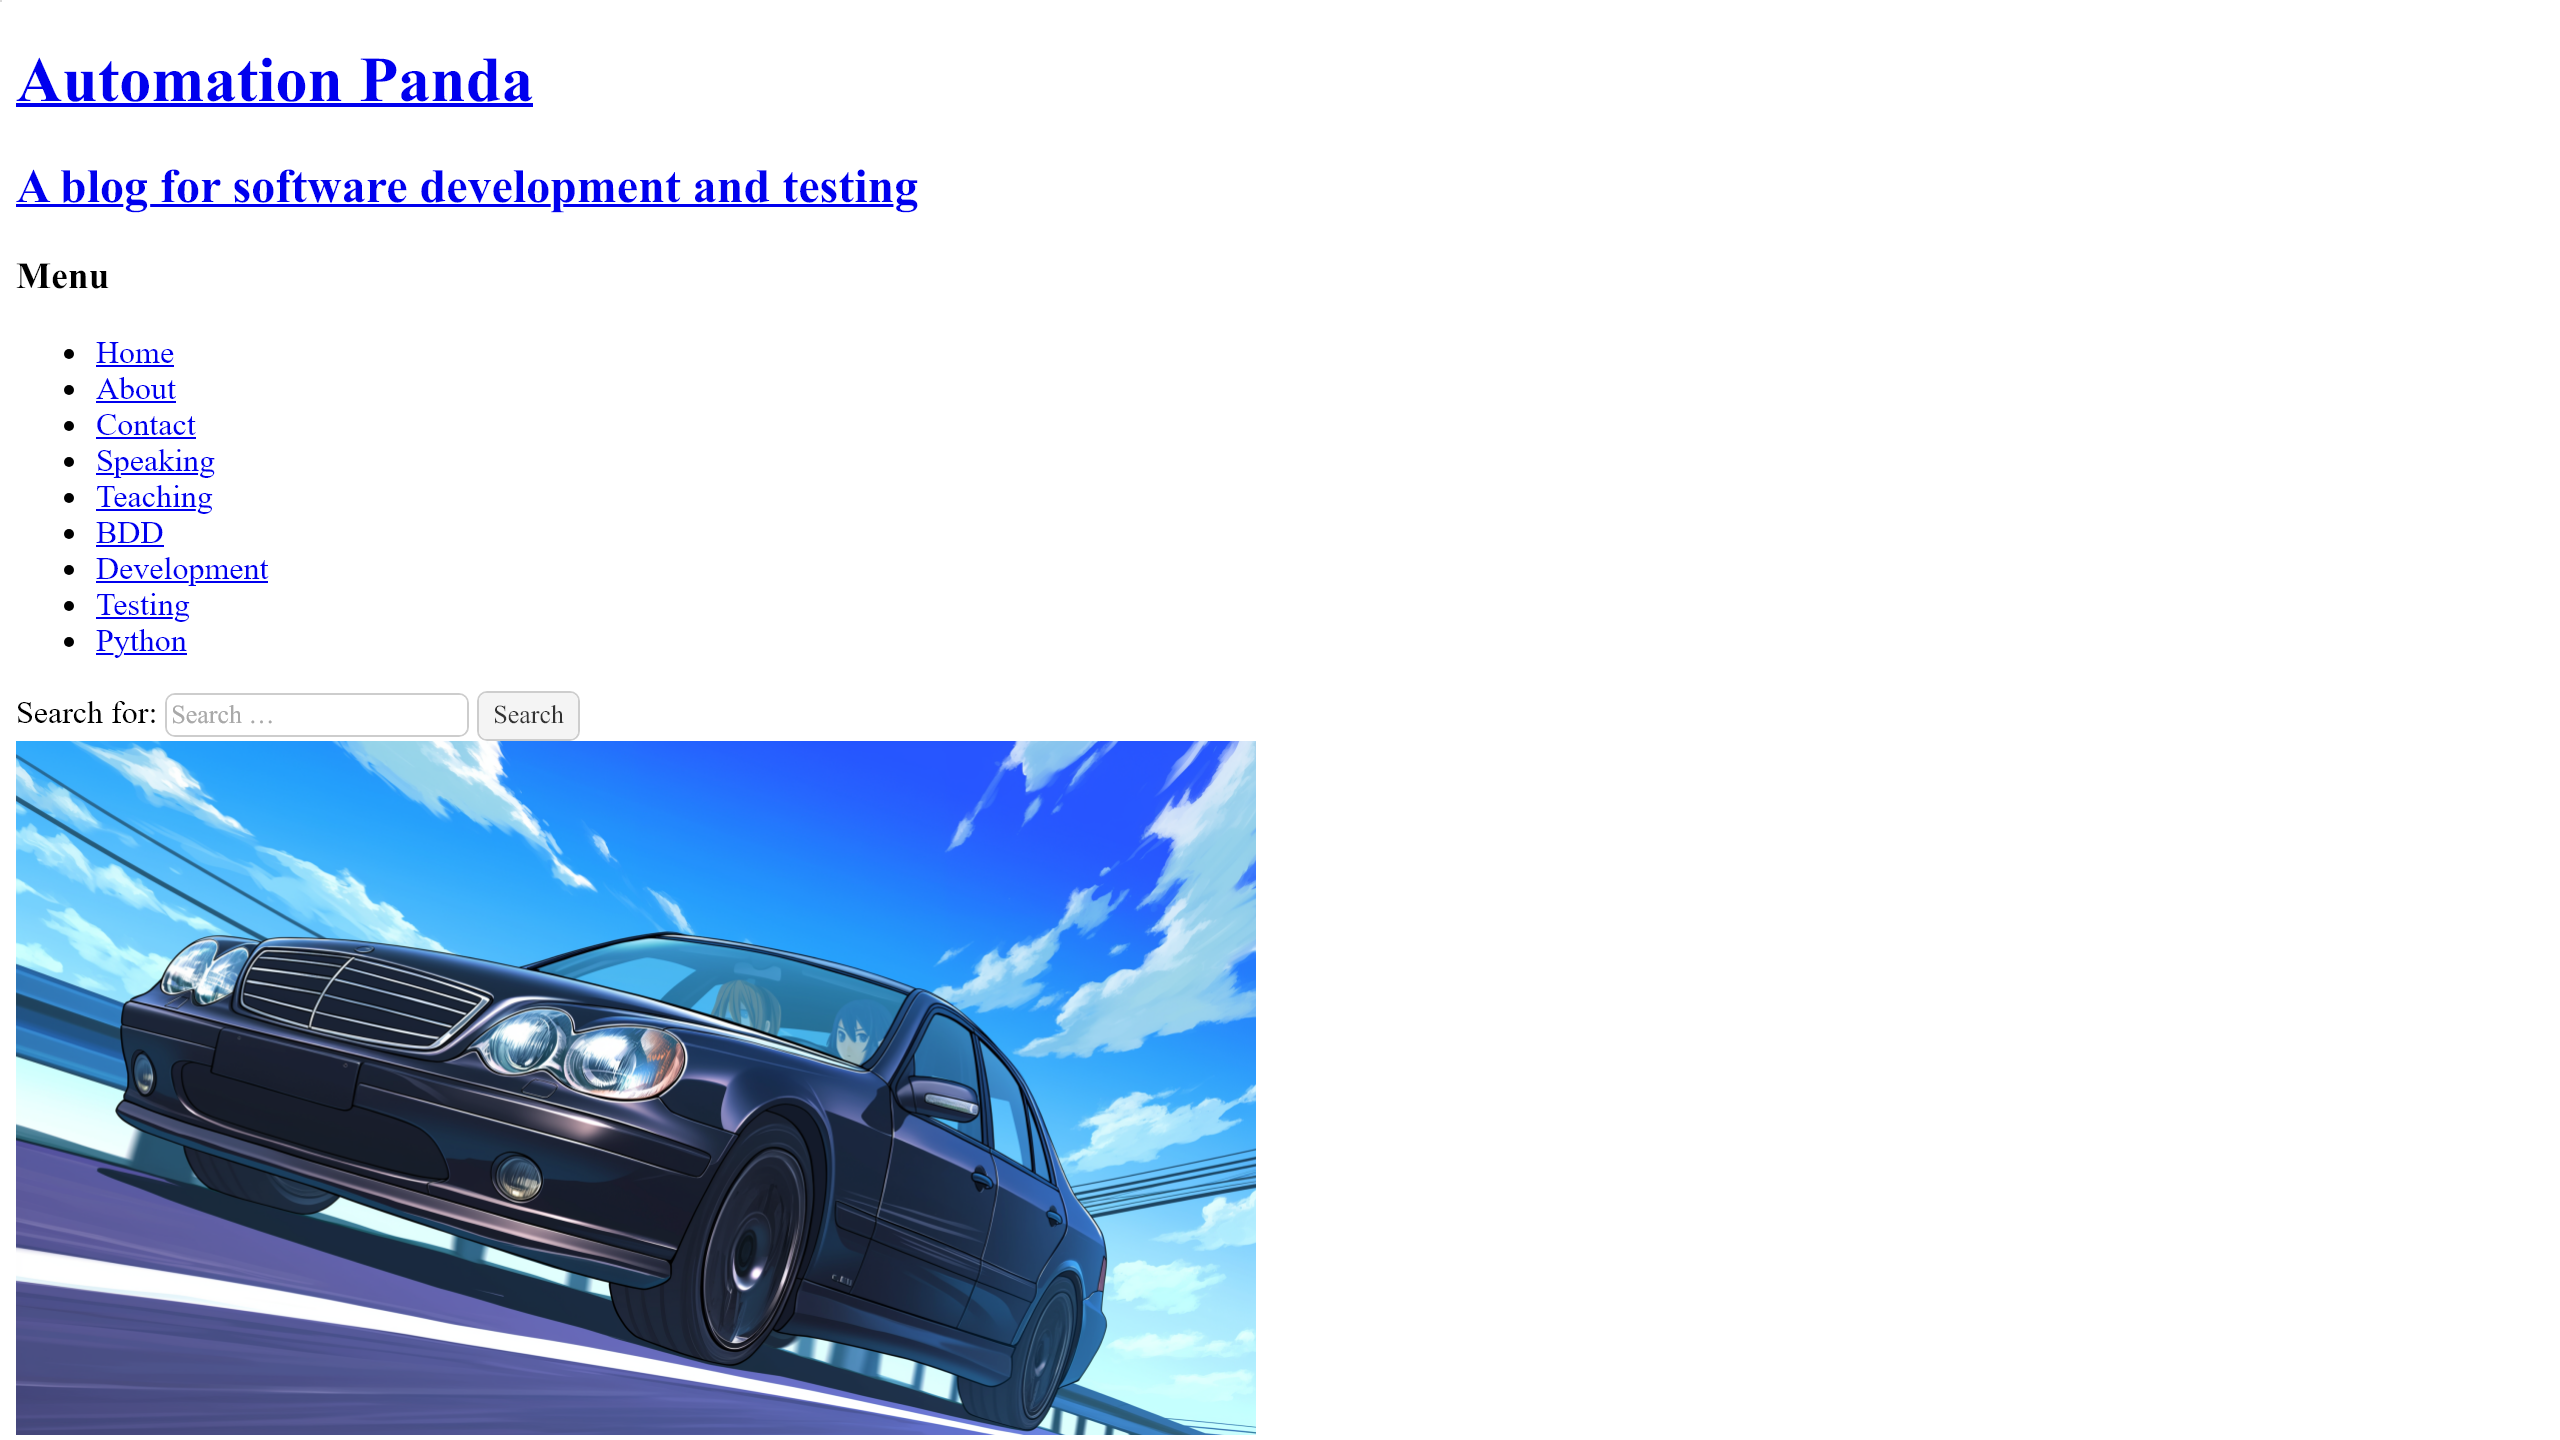 Automation Panda
A blog for software development and testing
Menu
Home
About
Contact
Speaking
Teaching
BDD
Development
Testing
Python
Search for: Search … Search